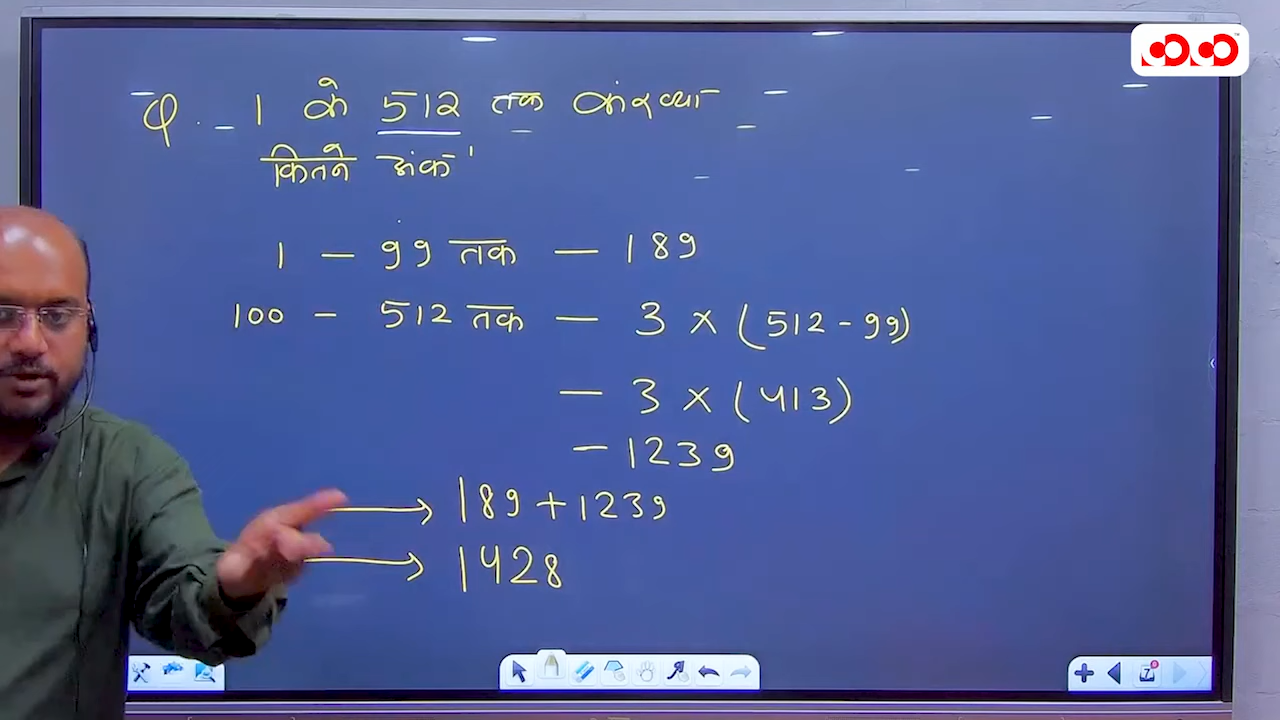 Q. 1 से 512 तक संख्या
कितने अंक
1 – 99 तक – 189
100 – 512 तक – 3 × (512 - 99)
– 3 × (413)
– 1239
→ 189 + 1239
→ 1428